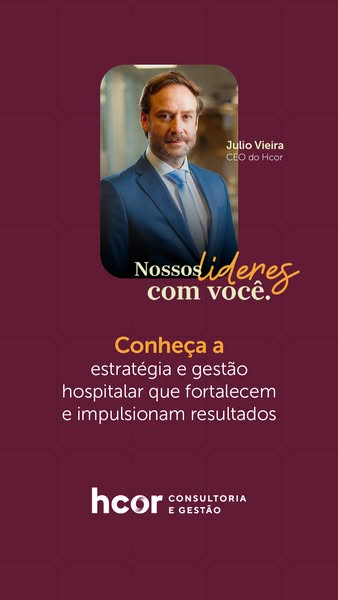 Julio Vieira
CEO do Hcor
Nossos líderes
com você.
Conheça a
estratégia e gestão
hospitalar que fortalecem
e impulsionam resultados
hcor CONSULTORIA
E GESTÃO